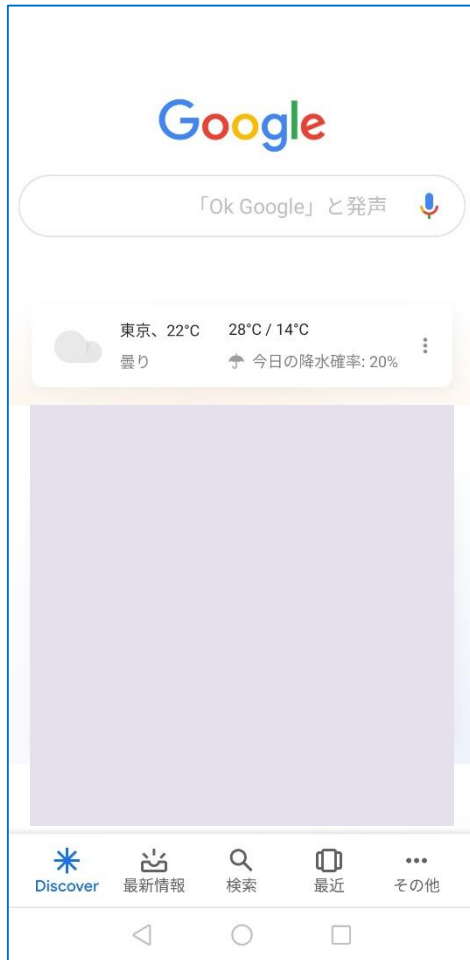 Google
「Ok Google」と発声
東京、22°C 28°C / 14°C
曇り 今日の降水確率: 20%
Discover 最新情報 検索 最近 その他